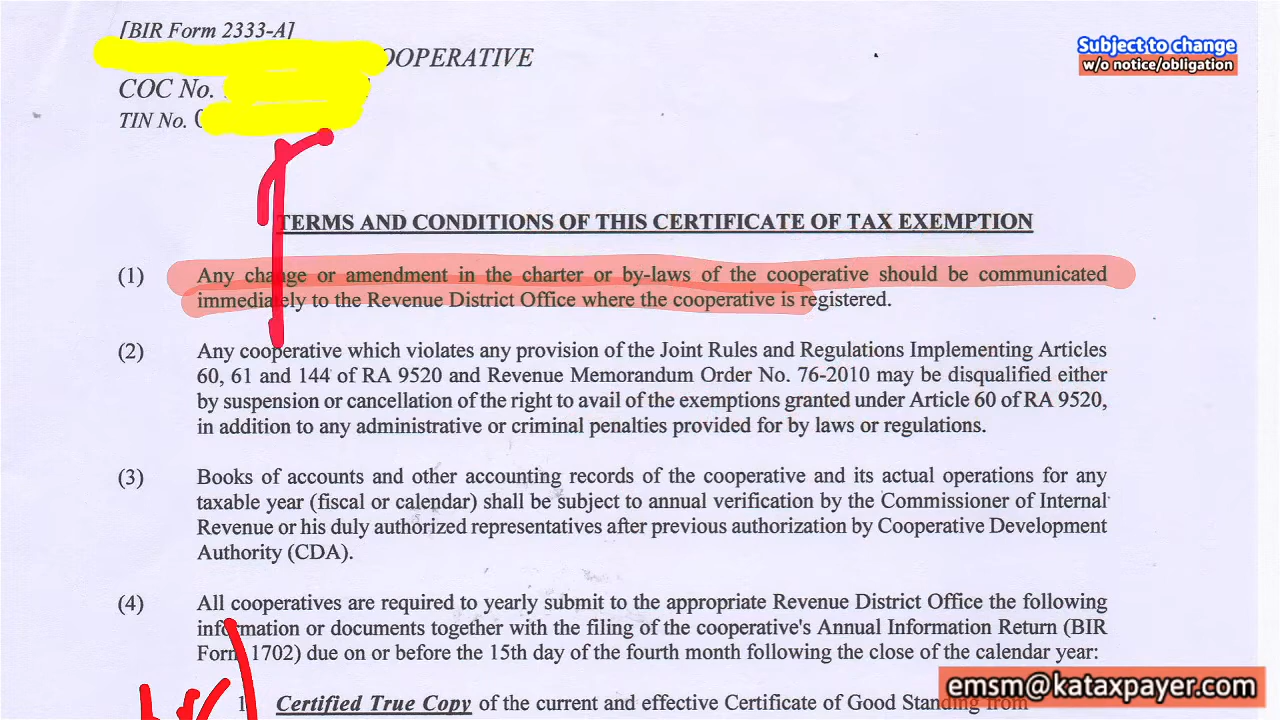 [BIR Form 2333-A]
COOPERATIVE
COC No.
TIN No. 0
Subject to change
w/o notice/obligation
TERMS AND CONDITIONS OF THIS CERTIFICATE OF TAX EXEMPTION
(1) Any change or amendment in the charter or by-laws of the cooperative should be communicated
immediately to the Revenue District Office where the cooperative is registered.
(2) Any cooperative which violates any provision of the Joint Rules and Regulations Implementing Articles
60, 61 and 144 of RA 9520 and Revenue Memorandum Order No. 76-2010 may be disqualified either
by suspension or cancellation of the right to avail of the exemptions granted under Article 60 of RA 9520,
in addition to any administrative or criminal penalties provided for by laws or regulations.
(3) Books of accounts and other accounting records of the cooperative and its actual operations for any
taxable year (fiscal or calendar) shall be subject to annual verification by the Commissioner of Internal
Revenue or his duly authorized representatives after previous authorization by Cooperative Development
Authority (CDA).
(4) All cooperatives are required to yearly submit to the appropriate Revenue District Office the following
information or documents together with the filing of the cooperative's Annual Information Return (BIR
Form 1702) due on or before the 15th day of the fourth month following the close of the calendar year:
1. Certified True Copy of the current and effective Certificate of Good Standing from
emsm@kataxpayer.com